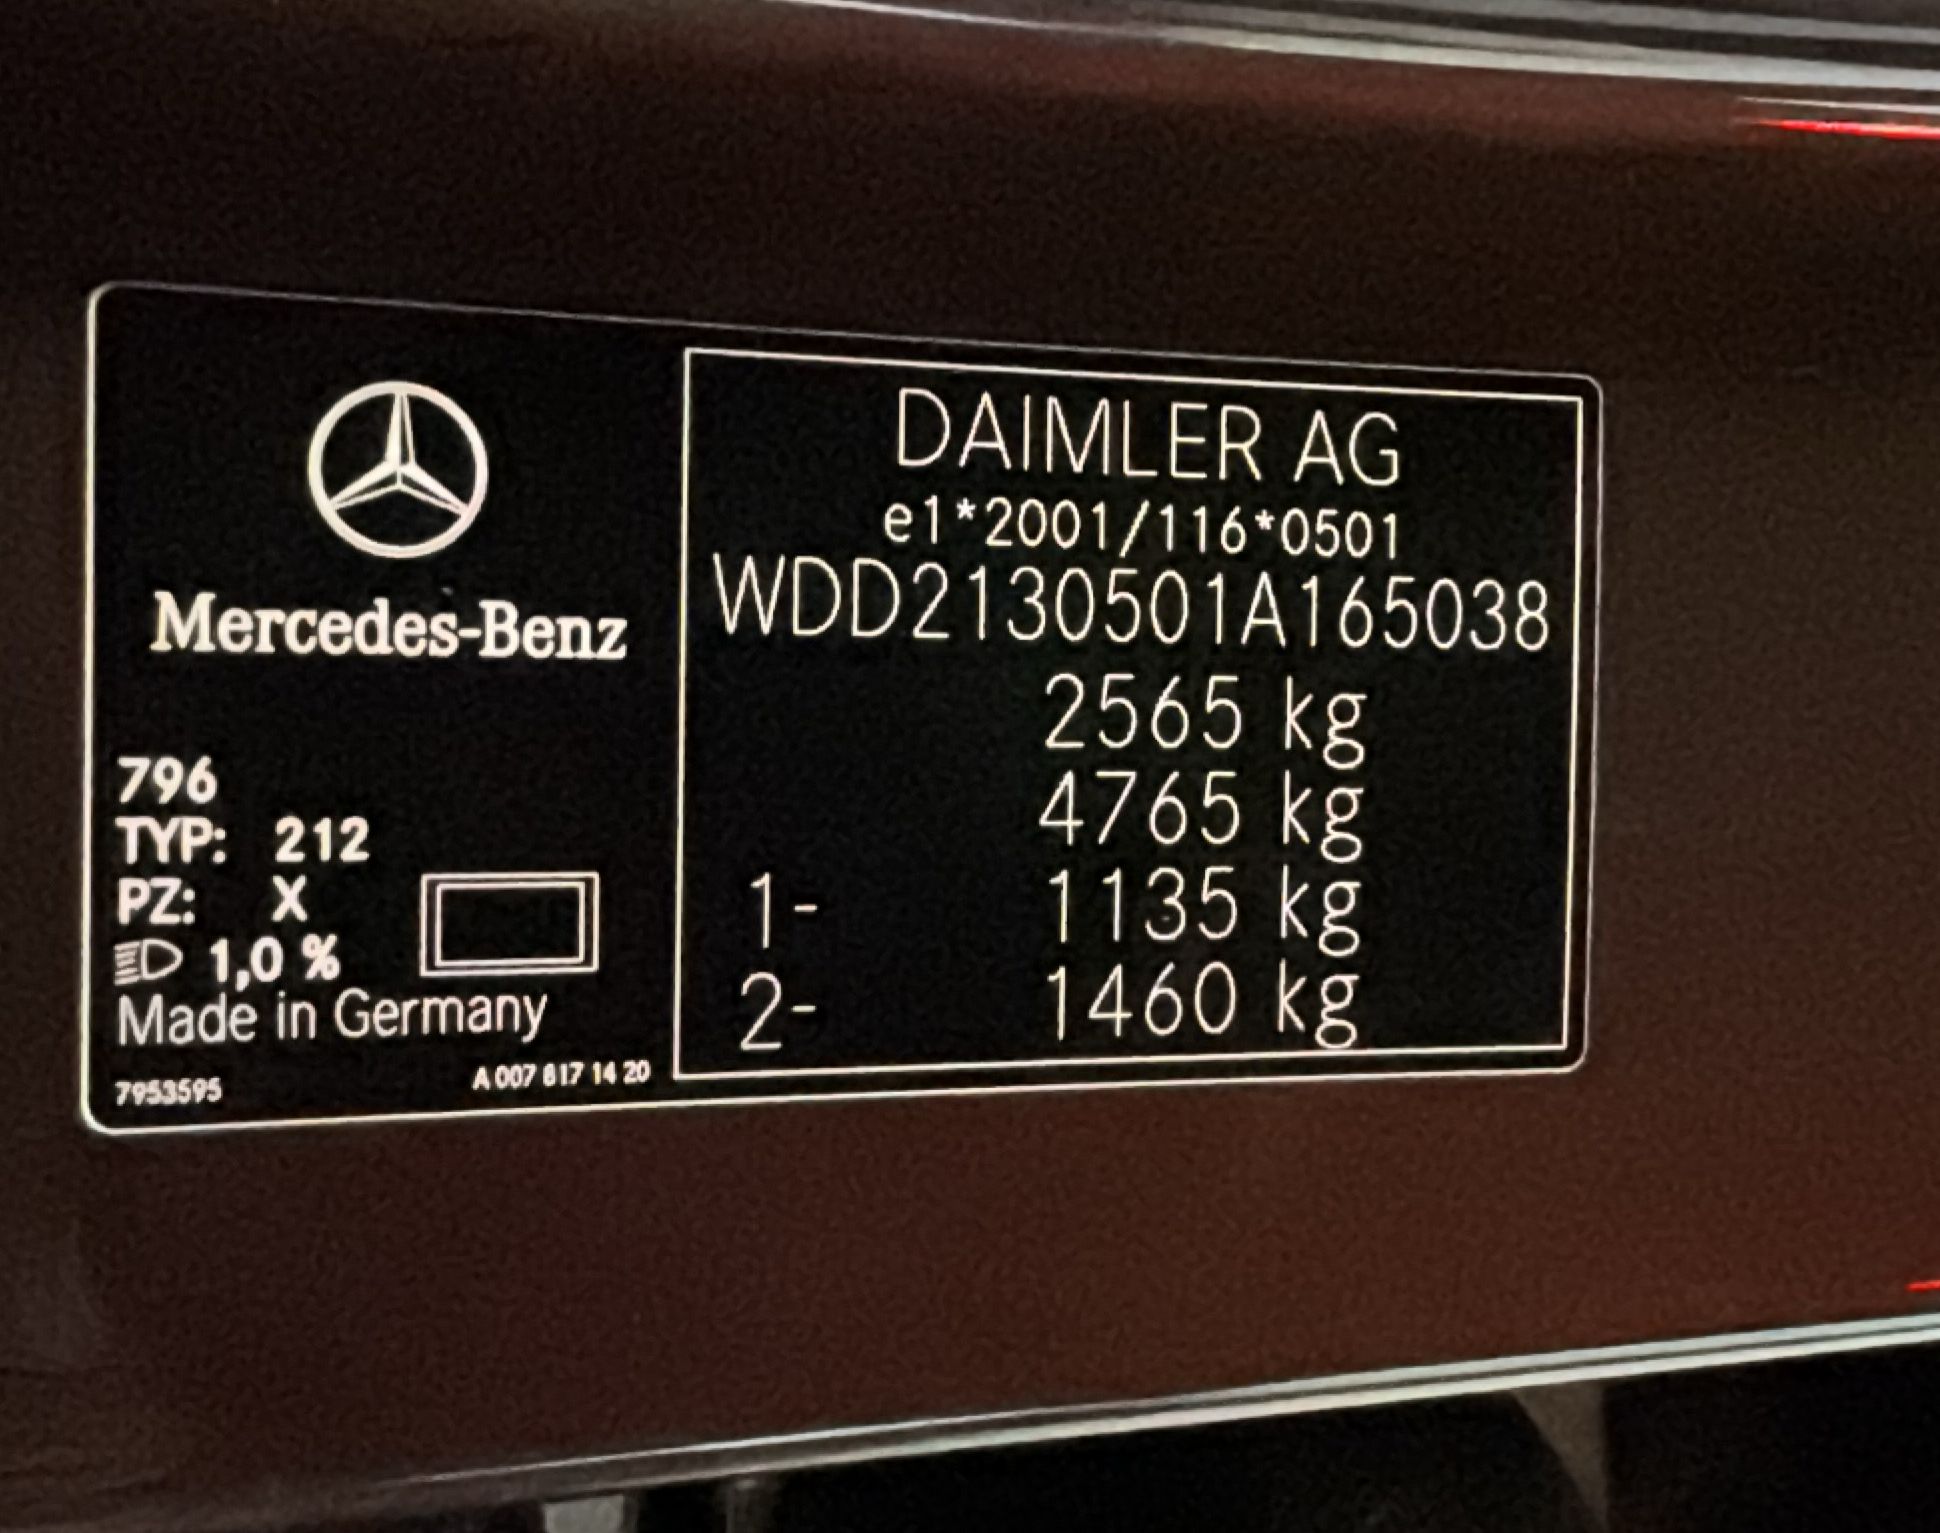 Mercedes-Benz
796
TYP: 212
PZ: X
1,0 %
Made in Germany
7953595
A 007 817 14 20
DAIMLER AG
e1*2001/116*0501
WDD2130501A165038
2565 kg
4765 kg
1- 1135 kg
2- 1460 kg